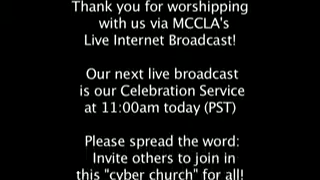 Thank you for worshipping
with us via MCCLA's
Live Internet Broadcast!
Our next live broadcast
is our Celebration Service
at 11:00am today (PST)
Please spread the word:
Invite others to join in
this "cyber church" for all!